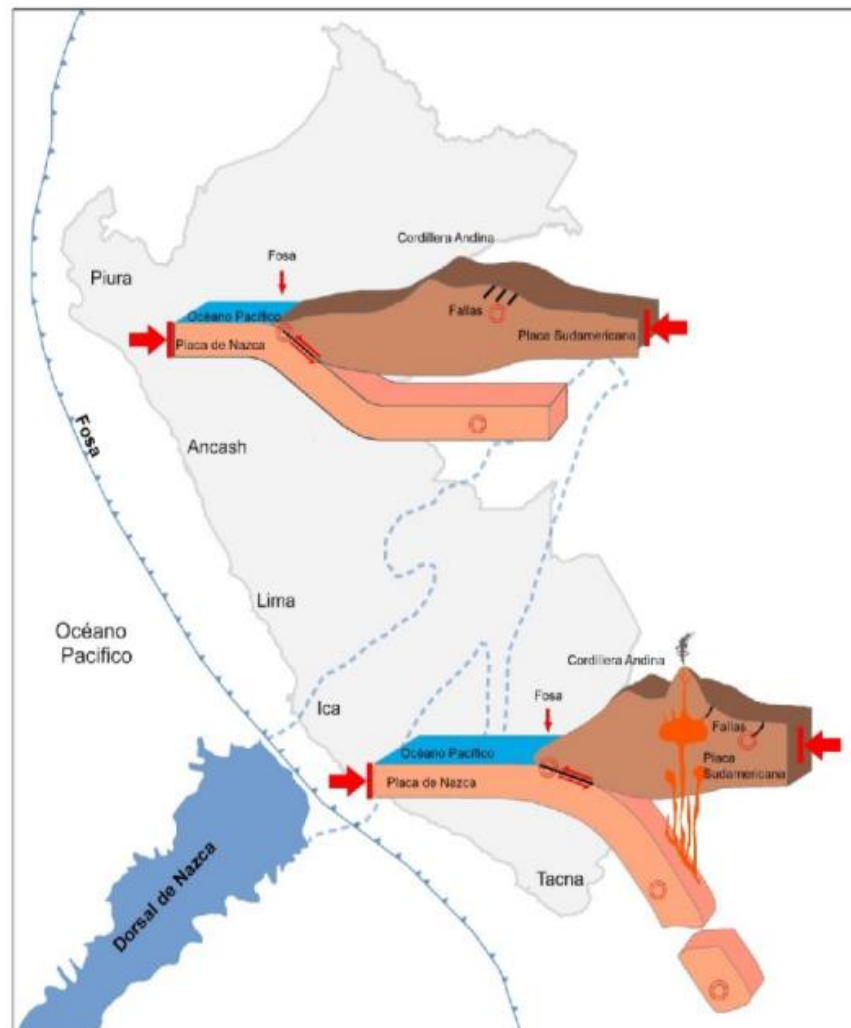 Cordillera Andina
Fosa
Piura
Fallas
Océano Pacífico
Placa Sudamericana
Placa de Nazca
Fosa
Ancash
Lima
Océano
Pacifico
Cordillera Andina
Fosa
Ica
Fallas
Océano Pacífico
Placa
Sudamericana
Placa de Nazca
Tacna
Dorsal de Nazca